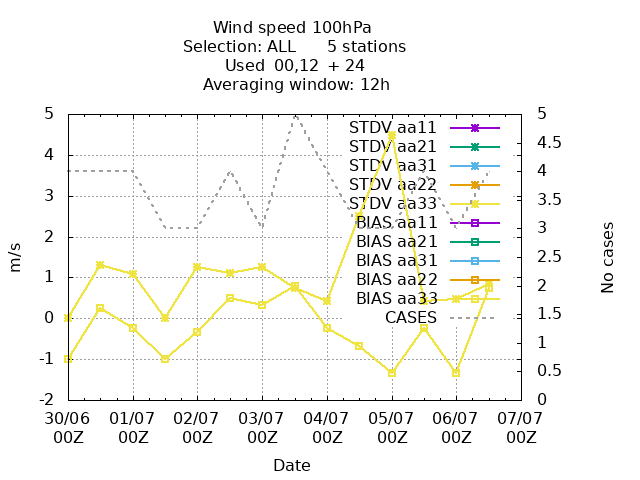 Wind speed 100hPa
Selection: ALL 5 stations
Used 00,12 + 24
Averaging window: 12h
5
4
3
2
1
0
-1
-2
m/s
5
4.5
4
3.5
3
2.5
2
1.5
1
0.5
0
No cases
STDV aa11
STDV aa21
STDV aa31
STDV aa22
STDV aa33
BIAS aa11
BIAS aa21
BIAS aa31
BIAS aa22
BIAS aa33
CASES
30/06 01/07 02/07 03/07 04/07 05/07 06/07 07/07
00Z 00Z 00Z 00Z 00Z 00Z 00Z 00Z
Date